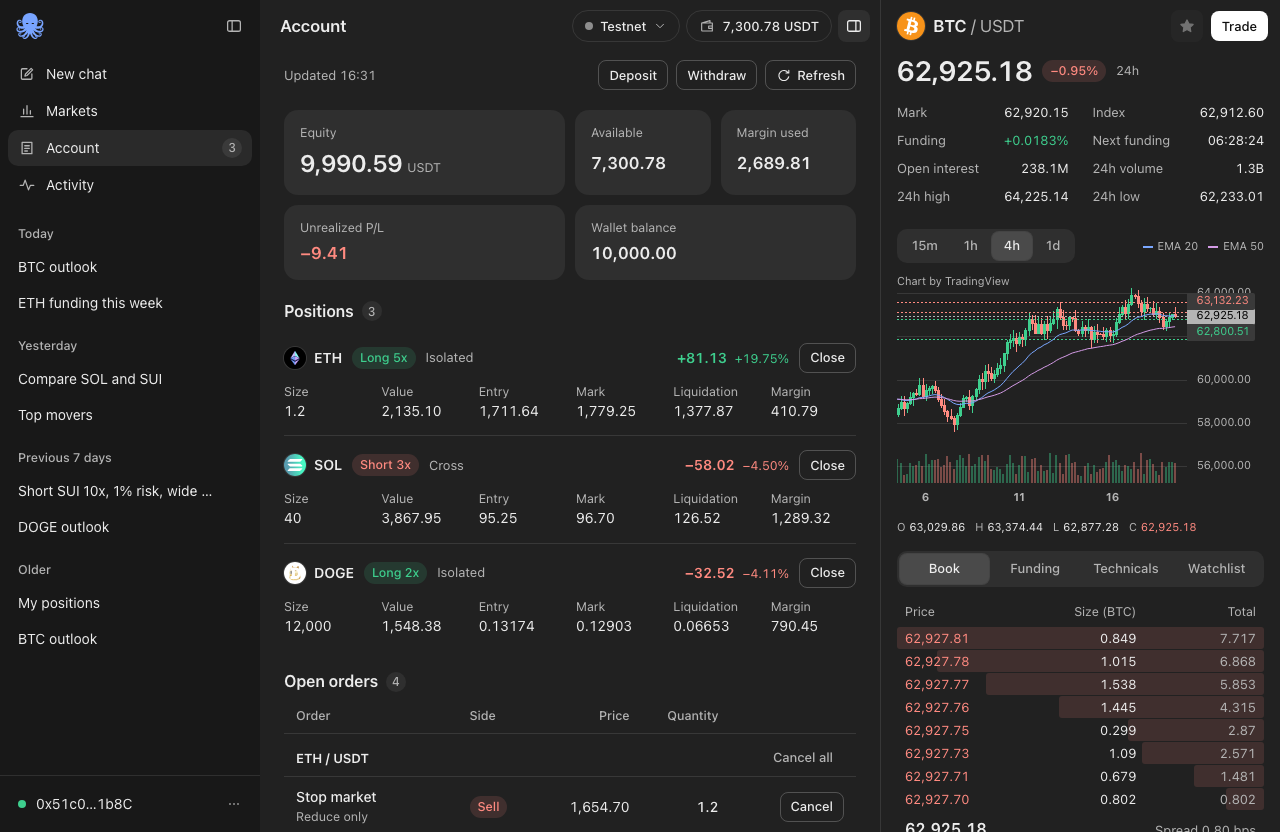 New chat
Markets
Account 3
Activity
Today
BTC outlook
ETH funding this week
Yesterday
Compare SOL and SUI
Top movers
Previous 7 days
Short SUI 10x, 1% risk, wide ...
DOGE outlook
Older
My positions
BTC outlook
0x51c0...1b8C
Account
Testnet
7,300.78 USDT
Updated 16:31
Deposit
Withdraw
Refresh
Equity
9,990.59 USDT
Available
7,300.78
Margin used
2,689.81
Unrealized P/L
−9.41
Wallet balance
10,000.00
Positions 3
ETH Long 5x Isolated +81.13 +19.75% Close
Size Value Entry Mark Liquidation Margin
1.2 2,135.10 1,711.64 1,779.25 1,377.87 410.79
SOL Short 3x Cross −58.02 −4.50% Close
Size Value Entry Mark Liquidation Margin
40 3,867.95 95.25 96.70 126.52 1,289.32
DOGE Long 2x Isolated −32.52 −4.11% Close
Size Value Entry Mark Liquidation Margin
12,000 1,548.38 0.13174 0.12903 0.06653 790.45
Open orders 4
Order Side Price Quantity
ETH / USDT Cancel all
Stop market
Reduce only
Sell 1,654.70 1.2 Cancel
BTC / USDT
Trade
62,925.18 −0.95% 24h
Mark 62,920.15 Index 62,912.60
Funding +0.0183% Next funding 06:28:24
Open interest 238.1M 24h volume 1.3B
24h high 64,225.14 24h low 62,233.01
15m 1h 4h 1d
EMA 20 EMA 50
Chart by TradingView
64,000.00
63,132.23
62,925.18
62,800.51
60,000.00
58,000.00
56,000.00
6 11 16
O 63,029.86 H 63,374.44 L 62,877.28 C 62,925.18
Book Funding Technicals Watchlist
Price Size (BTC) Total
62,927.81 0.849 7.717
62,927.78 1.015 6.868
62,927.77 1.538 5.853
62,927.76 1.445 4.315
62,927.75 0.299 2.87
62,927.73 1.09 2.571
62,927.71 0.679 1.481
62,927.70 0.802 0.802
62,925.18 Spread 0.80 bps